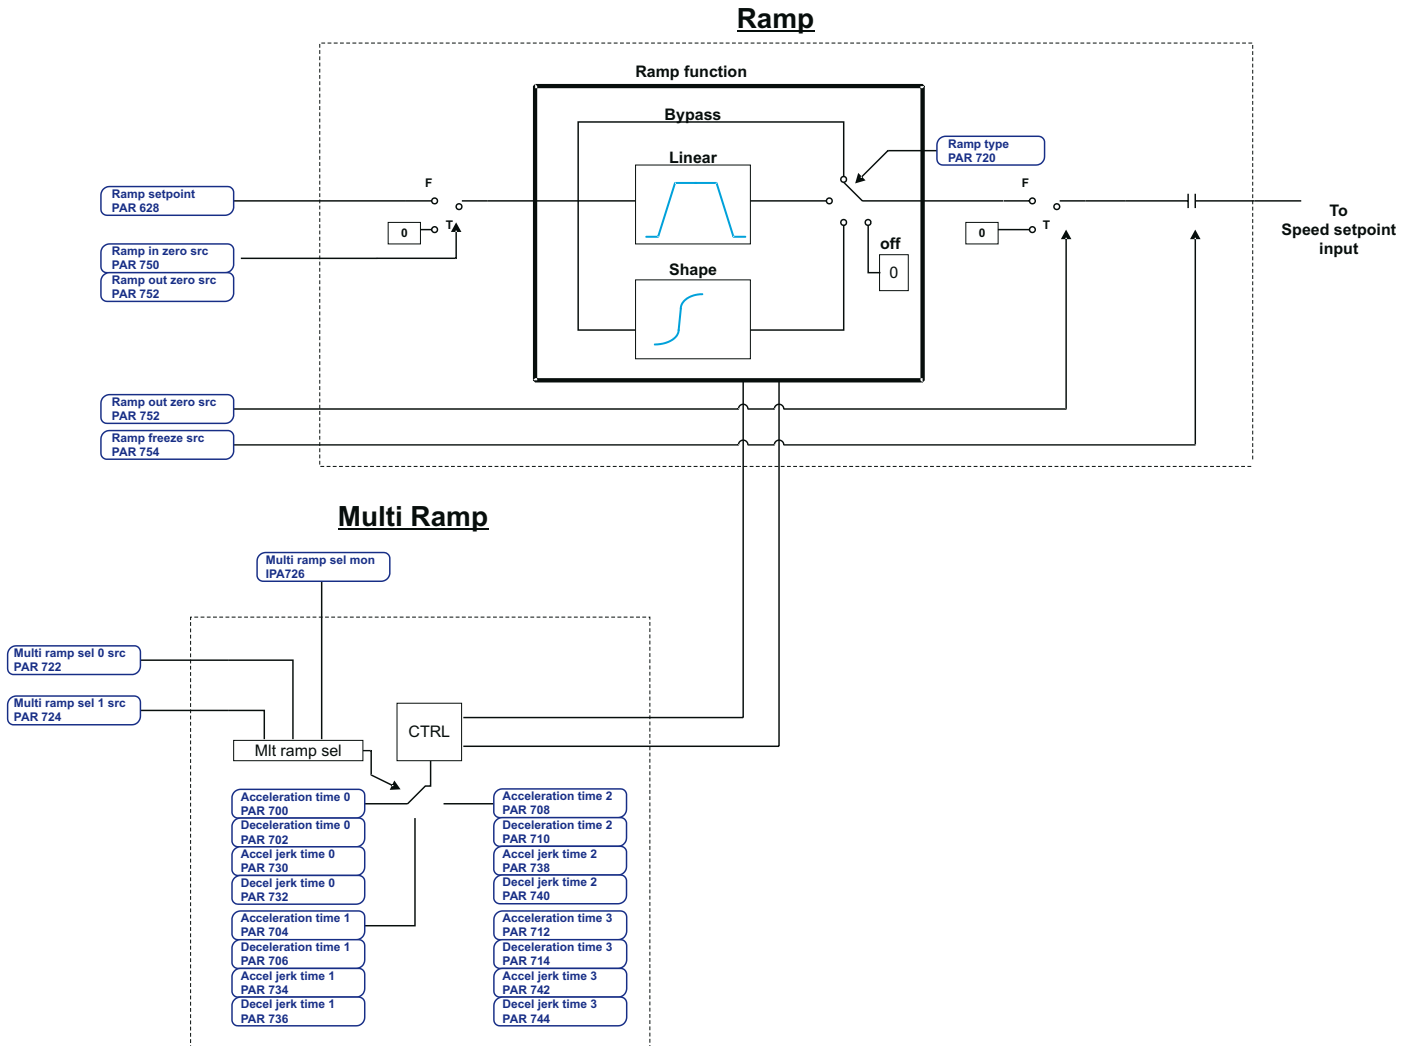 Ramp
Ramp function
Bypass
Linear
Ramp type
PAR 720
Ramp setpoint
PAR 628
F
F
0
T
0
T
To
Speed setpoint
input
off
0
Ramp in zero src
PAR 750
Ramp out zero src
PAR 752
Shape
Ramp out zero src
PAR 752
Ramp freeze src
PAR 754
Multi Ramp
Multi ramp sel mon
IPA726
Multi ramp sel 0 src
PAR 722
Multi ramp sel 1 src
PAR 724
CTRL
Mlt ramp sel
Acceleration time 0
PAR 700
Deceleration time 0
PAR 702
Accel jerk time 0
PAR 730
Decel jerk time 0
PAR 732
Acceleration time 1
PAR 704
Deceleration time 1
PAR 706
Accel jerk time 1
PAR 734
Decel jerk time 1
PAR 736
Acceleration time 2
PAR 708
Deceleration time 2
PAR 710
Accel jerk time 2
PAR 738
Decel jerk time 2
PAR 740
Acceleration time 3
PAR 712
Deceleration time 3
PAR 714
Accel jerk time 3
PAR 742
Decel jerk time 3
PAR 744